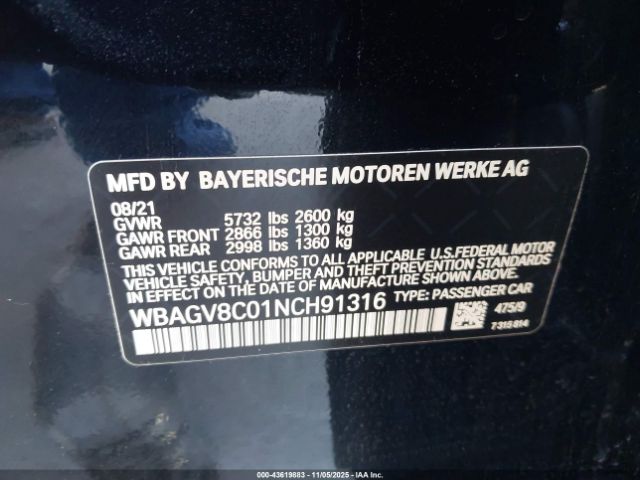 MFD BY BAYERISCHE MOTOREN WERKE AG
08/21
GVWR 5732 lbs 2600 kg
GAWR FRONT 2866 lbs 1300 kg
GAWR REAR 2998 lbs 1360 kg
THIS VEHICLE CONFORMS TO ALL APPLICABLE U.S.FEDERAL MOTOR
VEHICLE SAFETY, BUMPER AND THEFT PREVENTION STANDARDS
IN EFFECT ON THE DATE OF MANUFACTURE SHOWN ABOVE.
WBAGV8C01NCH91316 TYPE: PASSENGER CAR
475/9
7315814
000-43619883 - 11/05/2025 - IAA Inc.